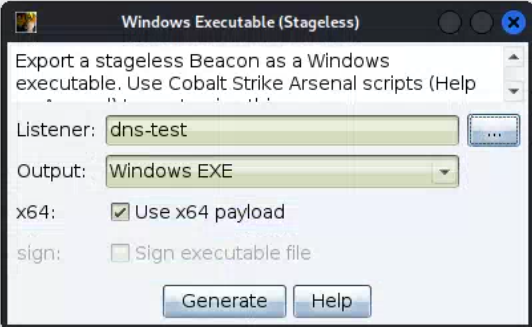 Windows Executable (Stageless)
Export a stageless Beacon as a Windows
executable. Use Cobalt Strike Arsenal scripts (Help
Listener: dns-test ...
Output: Windows EXE
x64: Use x64 payload
sign: Sign executable file
Generate Help